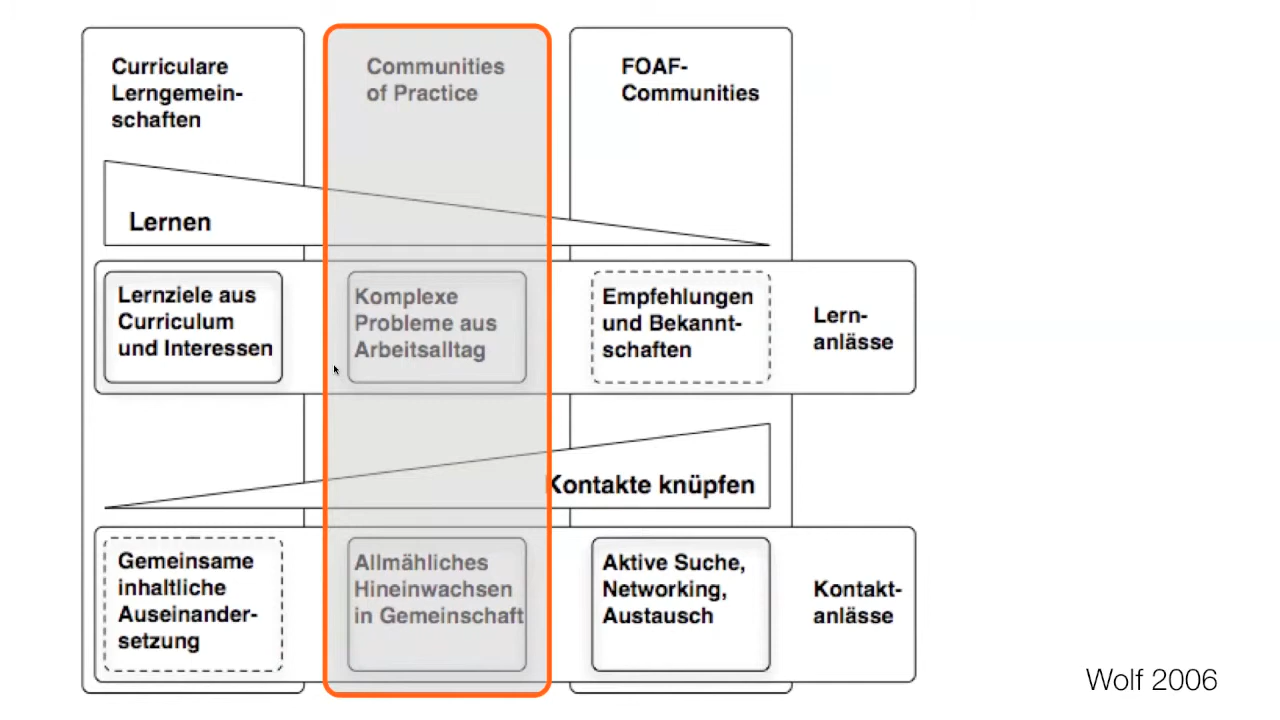 Curriculare
Lerngemein-
schaften
Communities
of Practice
FOAF-
Communities
Lernen
Lernziele aus
Curriculum
und Interessen
Komplexe
Probleme aus
Arbeitsalltag
Empfehlungen
und Bekannt-
schaften
Lern-
anlässe
Kontakte knüpfen
Gemeinsame
inhaltliche
Auseinander-
setzung
Allmähliches
Hineinwachsen
in Gemeinschaft
Aktive Suche,
Networking,
Austausch
Kontakt-
anlässe
Wolf 2006